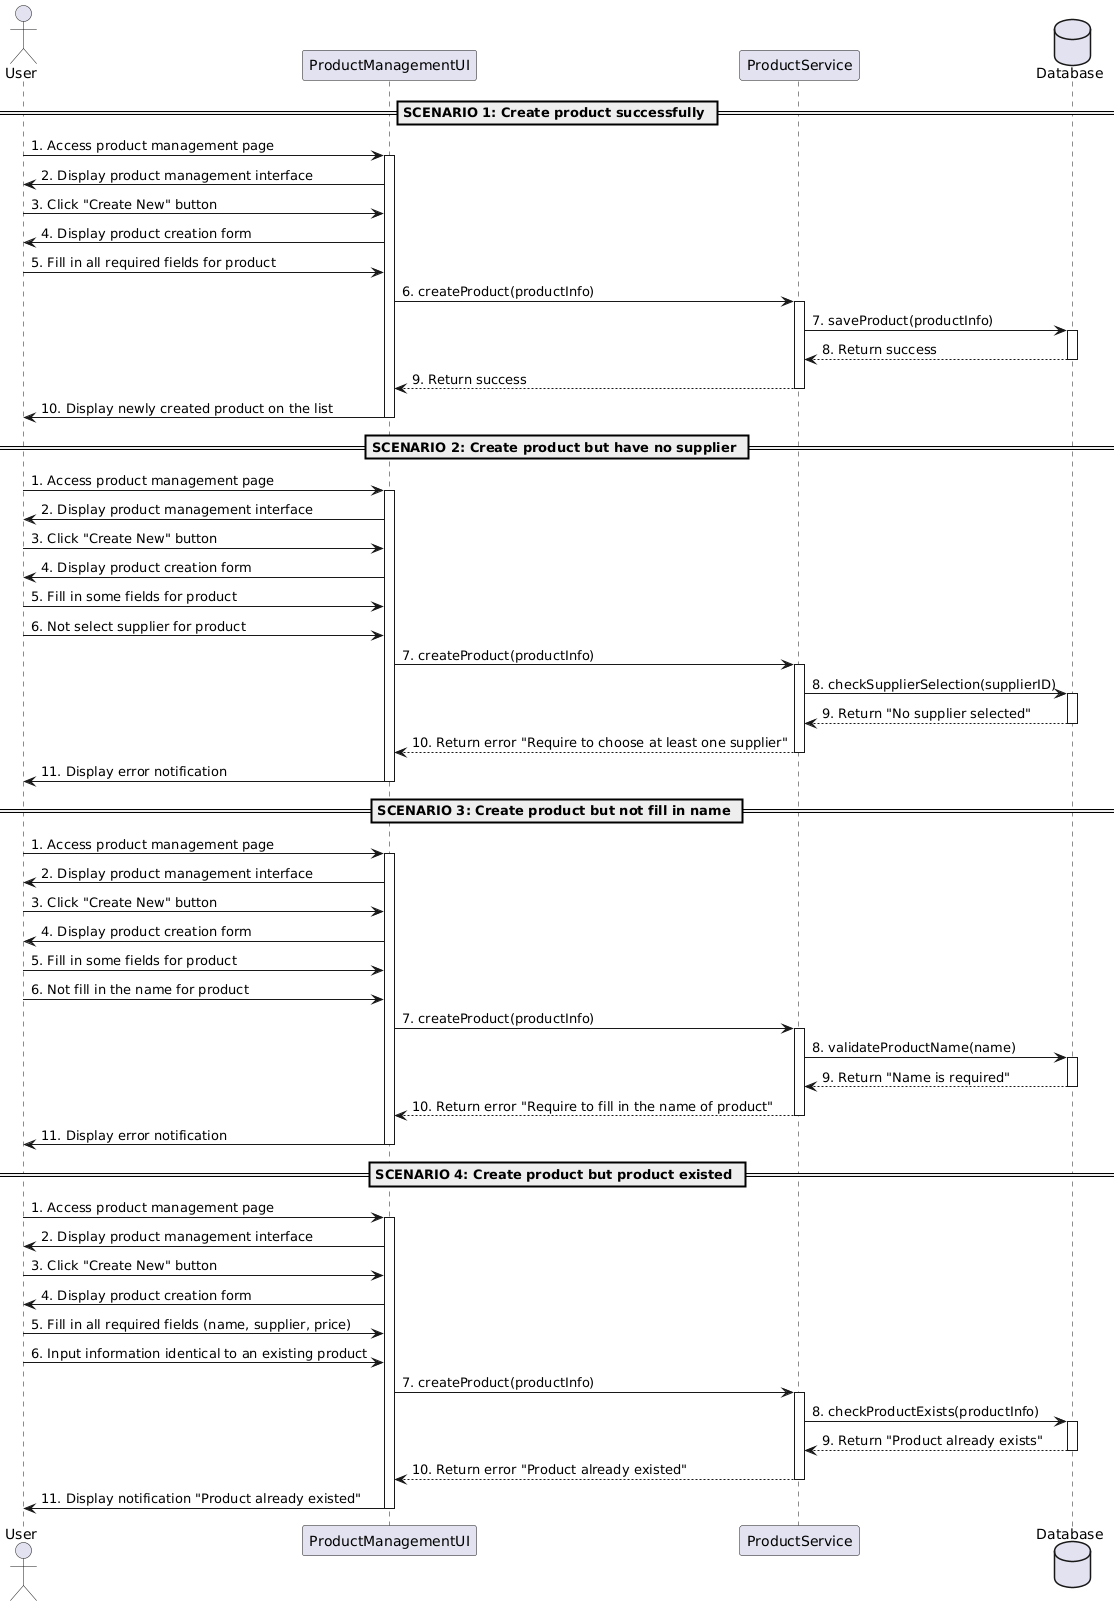 User
ProductManagementUI
ProductService
Database
SCENARIO 1: Create product successfully
1. Access product management page
2. Display product management interface
3. Click "Create New" button
4. Display product creation form
5. Fill in all required fields for product
6. createProduct(productInfo)
7. saveProduct(productInfo)
8. Return success
9. Return success
10. Display newly created product on the list
SCENARIO 2: Create product but have no supplier
1. Access product management page
2. Display product management interface
3. Click "Create New" button
4. Display product creation form
5. Fill in some fields for product
6. Not select supplier for product
7. createProduct(productInfo)
8. checkSupplierSelection(supplierID)
9. Return "No supplier selected"
10. Return error "Require to choose at least one supplier"
11. Display error notification
SCENARIO 3: Create product but not fill in name
1. Access product management page
2. Display product management interface
3. Click "Create New" button
4. Display product creation form
5. Fill in some fields for product
6. Not fill in the name for product
7. createProduct(productInfo)
8. validateProductName(name)
9. Return "Name is required"
10. Return error "Require to fill in the name of product"
11. Display error notification
SCENARIO 4: Create product but product existed
1. Access product management page
2. Display product management interface
3. Click "Create New" button
4. Display product creation form
5. Fill in all required fields (name, supplier, price)
6. Input information identical to an existing product
7. createProduct(productInfo)
8. checkProductExists(productInfo)
9. Return "Product already exists"
10. Return error "Product already existed"
11. Display notification "Product already existed"
User
ProductManagementUI
ProductService
Database